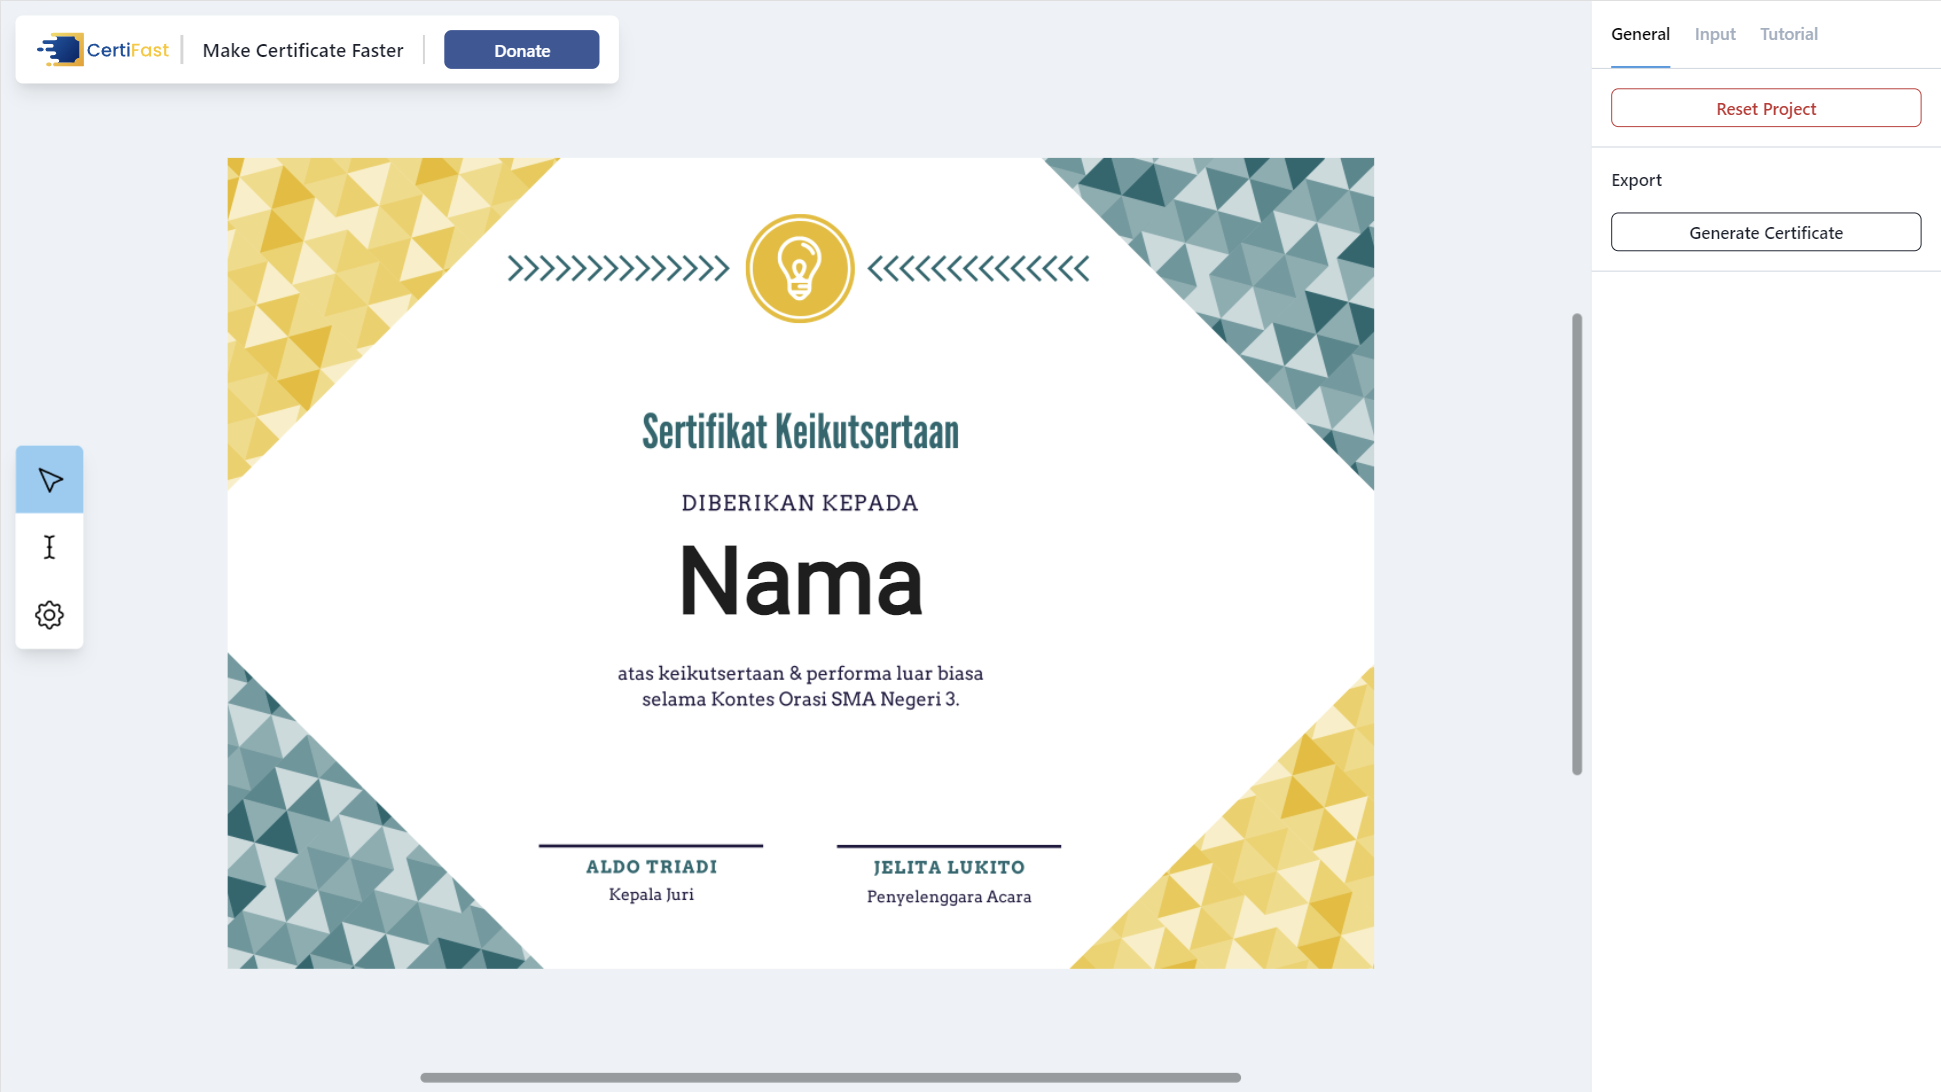 CertiFast
Make Certificate Faster
Donate
General
Input
Tutorial
Reset Project
Export
Generate Certificate
Sertifikat Keikutsertaan
DIBERIKAN KEPADA
Nama
atas keikutsertaan & performa luar biasa
selama Kontes Orasi SMA Negeri 3.
ALDO TRIADI
Kepala Juri
JELITA LUKITO
Penyelenggara Acara